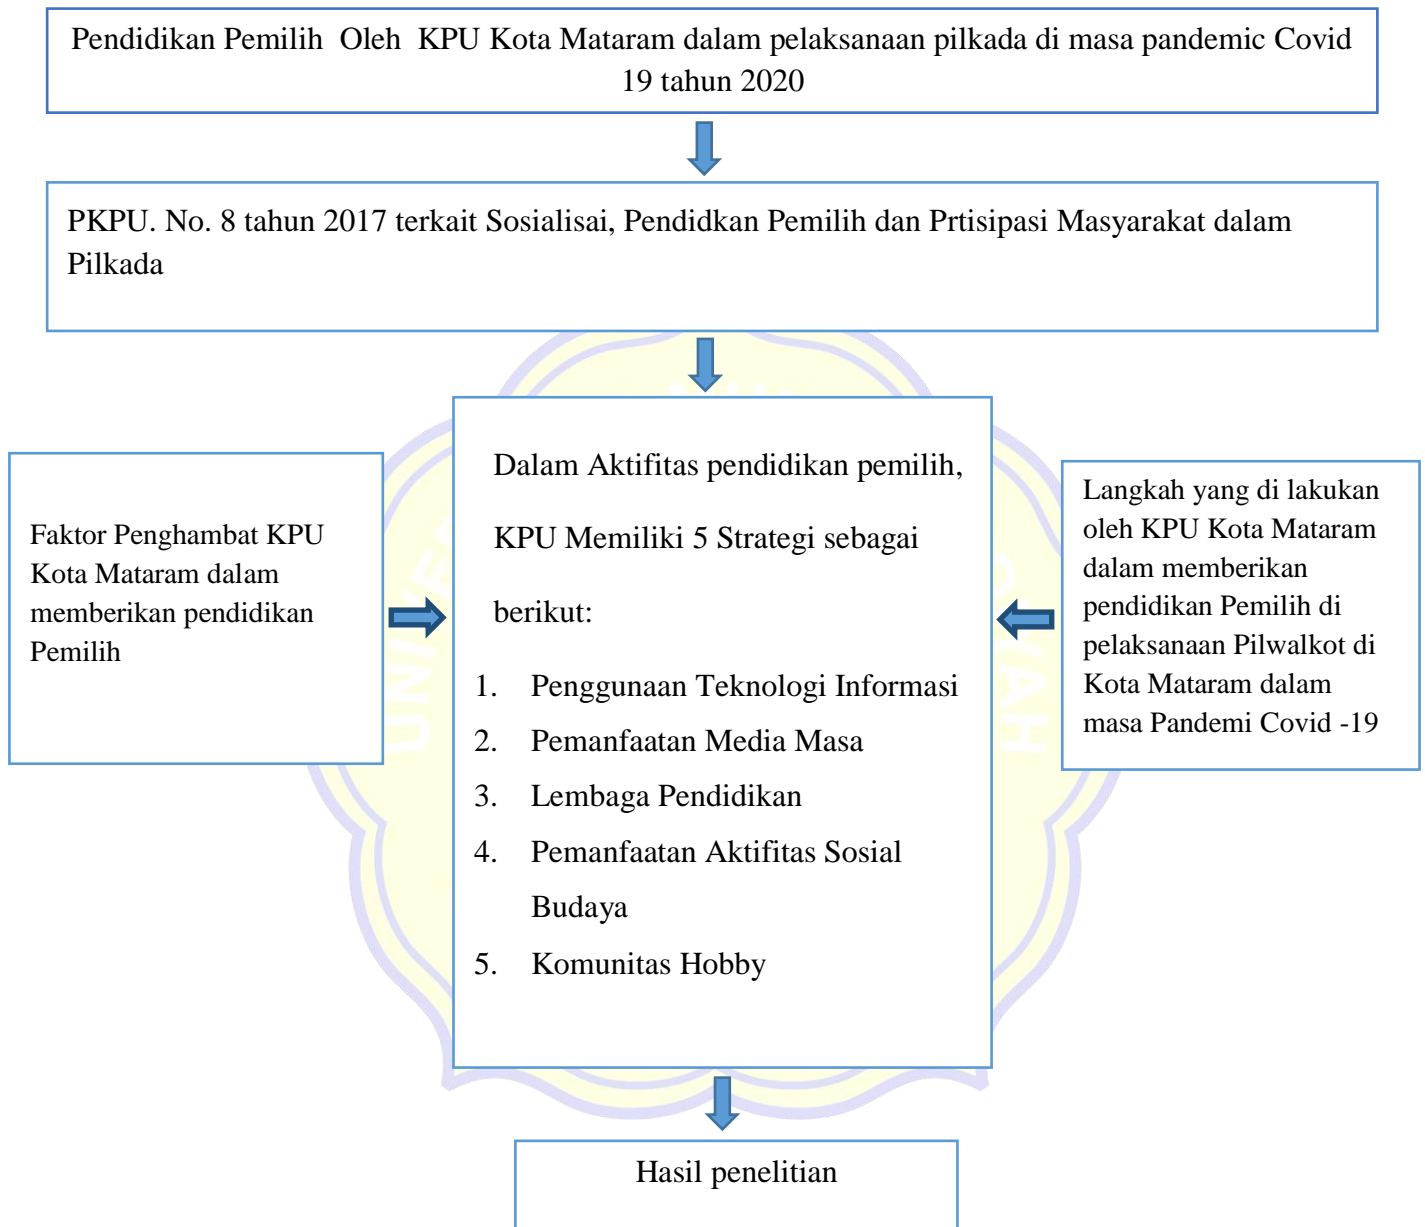 Pendidikan Pemilih Oleh KPU Kota Mataram dalam pelaksanaan pilkada di masa pandemic Covid
19 tahun 2020
PKPU. No. 8 tahun 2017 terkait Sosialisai, Pendidkan Pemilih dan Prtisipasi Masyarakat dalam
Pilkada
Faktor Penghambat KPU
Kota Mataram dalam
memberikan pendidikan
Pemilih
Dalam Aktifitas pendidikan pemilih,
KPU Memiliki 5 Strategi sebagai
berikut:
1. Penggunaan Teknologi Informasi
2. Pemanfaatan Media Masa
3. Lembaga Pendidikan
4. Pemanfaatan Aktifitas Sosial
Budaya
5. Komunitas Hobby
Langkah yang di lakukan
oleh KPU Kota Mataram
dalam memberikan
pendidikan Pemilih di
pelaksanaan Pilwalkot di
Kota Mataram dalam
masa Pandemi Covid -19
Hasil penelitian